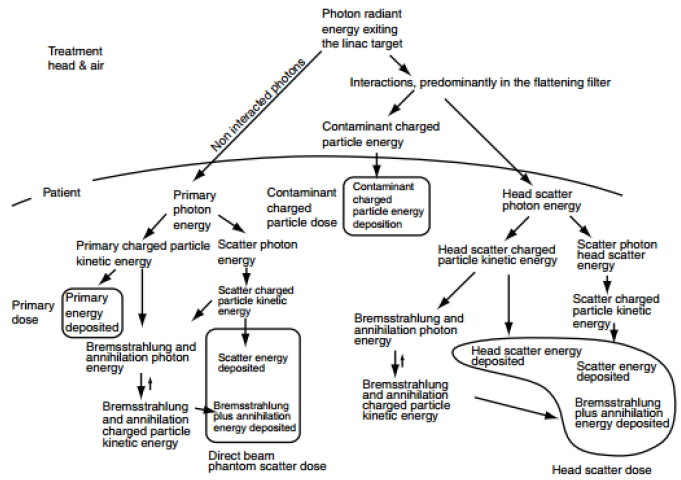 Photon radiant
energy exiting
the linac target
Treatment
head & air
Interactions, predominantly in the flattening filter
Non interacted photons
Contaminant charged
particle energy
Patient
Primary
photon
energy
Contaminant
charged
particle dose
Contaminant
charged
particle energy
deposition
Head scatter
photon energy
Primary charged particle
kinetic energy
Scatter photon
energy
Head scatter charged
particle kinetic energy
Scatter photon
head scatter
energy
Primary
dose
Primary
energy
deposited
Scatter charged
particle kinetic
energy
Scatter charged
particle kinetic
energy
Bremsstrahlung and
annihilation photon
energy
Bremsstrahlung and
annihilation photon
energy
Scatter energy
deposited
Head scatter energy
deposited
Scatter energy
deposited
Bremsstrahlung
and annihilation
charged particle
kinetic energy
Bremsstrahlung
plus annihilation
energy deposited
Bremsstrahlung
and annihilation
charged particle
kinetic energy
Bremsstrahlung
plus annihilation
energy deposited
Direct beam
phantom scatter dose
Head scatter dose